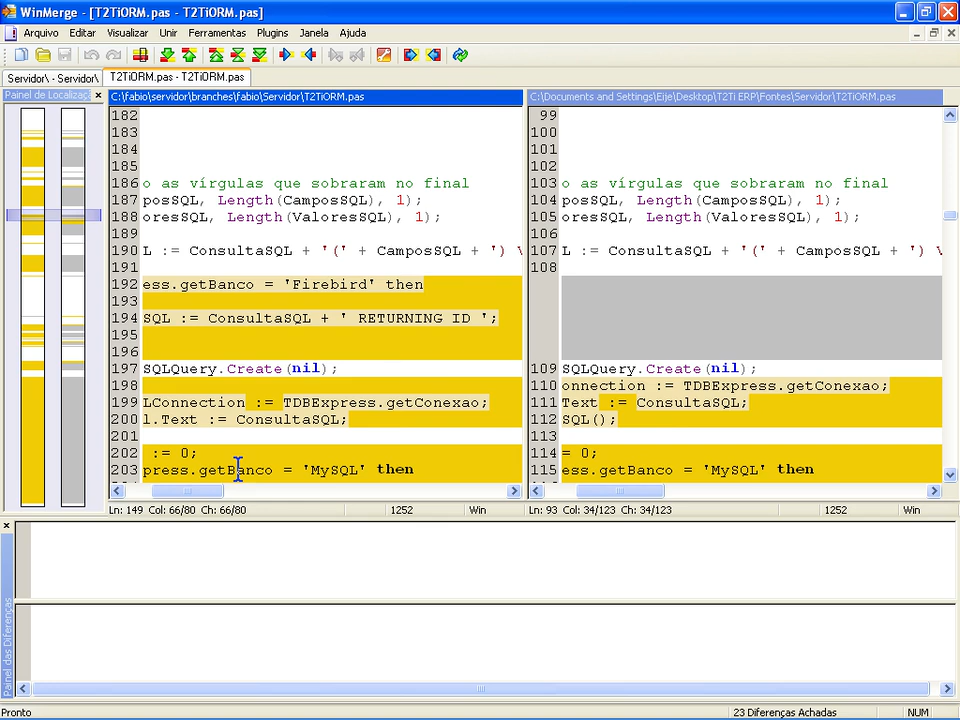 WinMerge - [T2TiORM.pas - T2TiORM.pas]
Arquivo Editar Visualizar Unir Ferramentas Plugins Janela Ajuda
Servidor\ - Servidor\ T2TiORM.pas - T2TiORM.pas
Painel de Localizaçã
C:\fabio\servidor\branches\fabio\Servidor\T2TiORM.pas
182
183
184
185
186 o as vírgulas que sobraram no final
187 posSQL, Length(CamposSQL), 1);
188 oresSQL, Length(ValoresSQL), 1);
189
190 L := ConsultaSQL + '(' + CamposSQL + ')
191
192 ess.getBanco = 'Firebird' then
193
194 SQL := ConsultaSQL + ' RETURNING ID ';
195
196
197 SQLQuery.Create(nil);
198
199 LConnection := TDBExpress.getConexao;
200 l.Text := ConsultaSQL;
201
202 := 0;
203 press.getBanco = 'MySQL' then
Ln: 149 Col: 66/80 Ch: 66/80 1252 Win
C:\Documents and Settings\Eije\Desktop\T2Ti ERP\Fontes\Servidor\T2TiORM.pas
99
100
101
102
103 o as vírgulas que sobraram no final
104 posSQL, Length(CamposSQL), 1);
105 oresSQL, Length(ValoresSQL), 1);
106
107 L := ConsultaSQL + '(' + CamposSQL + ')
108
109 SQLQuery.Create(nil);
110 onnection := TDBExpress.getConexao;
111 Text := ConsultaSQL;
112 SQL();
113
114 = 0;
115 ess.getBanco = 'MySQL' then
Ln: 93 Col: 34/123 Ch: 34/123 1252 Win
Painel das Diferenças
Pronto 23 Diferenças Achadas NUM